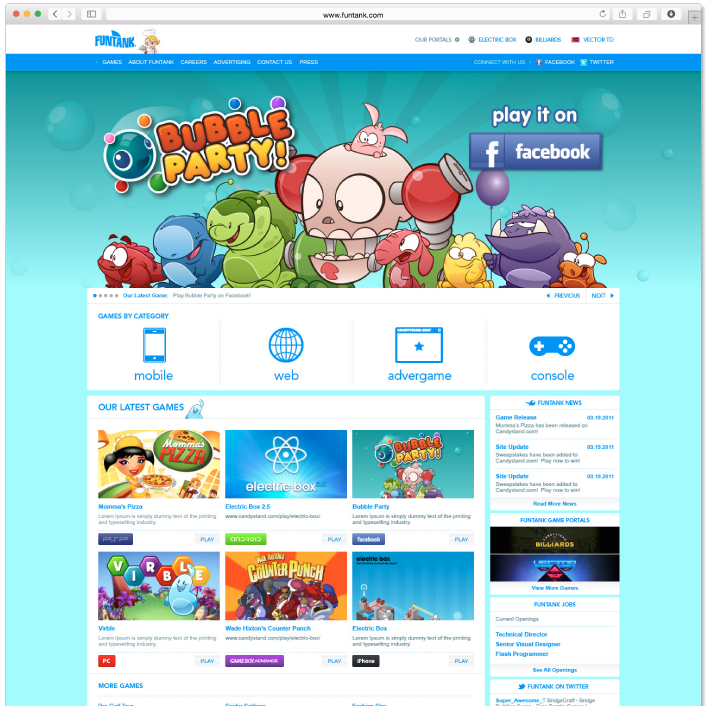 www.funtank.com
FUNTANK
OUR PORTALS
ELECTRIC BOX
BILLIARDS
VECTOR TD
GAMES
ABOUT FUNTANK
CAREERS
ADVERTISING
CONTACT US
PRESS
CONNECT WITH US
FACEBOOK
TWITTER
BUBBLE
PARTY!
play it on
f facebook
Our Latest Game: Play Bubble Party on Facebook!
PREVIOUS
NEXT
GAMES BY CATEGORY
mobile
web
advergame
console
OUR LATEST GAMES
Momma's
PIZZA
electric box 2.5
BUBBLE
PARTY!
Momma's Pizza
Lorem Ipsum is simply dummy text of the printing
and typesetting industry.
PSP
PLAY
Electric Box 2.5
www.candystand.com/play/electric-box/
ANDROID
PLAY
Bubble Party
Lorem Ipsum is simply dummy text of the printing
and typesetting industry.
facebook
PLAY
VIRBLE
WADE HIXTON'S
COUNTER PUNCH
electric box
Virble
Lorem Ipsum is simply dummy text of the printing
and typesetting industry.
PC
PLAY
Wade Hixton's Counter Punch
www.candystand.com/play/electric-box/
GAME BOY ADVANCE
PLAY
Electric Box
Lorem Ipsum is simply dummy text of the printing
and typesetting industry.
iPhone
PLAY
MORE GAMES
FUNTANK NEWS
Game Release 03.19.2011
Momma's Pizza has been released on
Candystand.com!
Site Update 03.19.2011
Sweepstakes have been added to
Candystand.com! Play now to win!
Site Update 03.19.2011
Sweepstakes have been added to
Candystand.com! Play now to win!
Read More News
FUNTANK GAME PORTALS
BILLIARDS
View More Games
FUNTANK JOBS
Current Openings
Technical Director
Senior Visual Designer
Flash Programmer
See All Openings
FUNTANK ON TWITTER
Super_Awesome_T BridgeCraft - Bridge